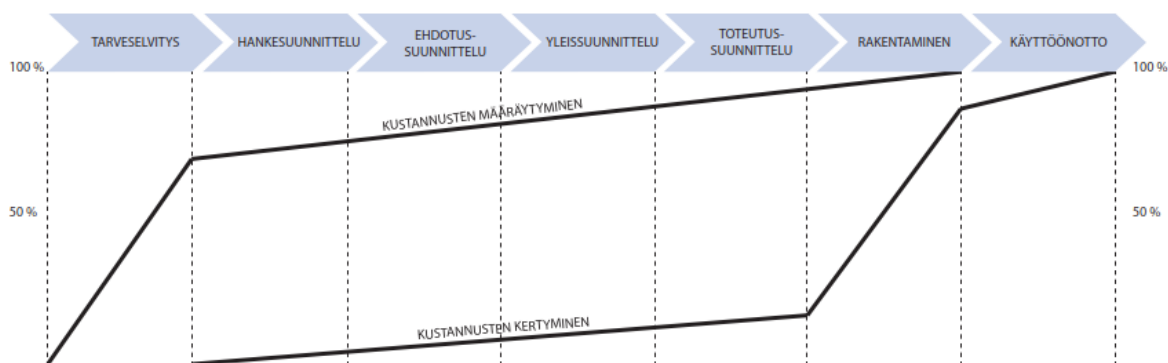 TARVESELVITYS
HANKESUUNNITTELU
EHDOTUS-
SUUNNITTELU
YLEISSUUNNITTELU
TOTEUTUS-
SUUNNITTELU
RAKENTAMINEN
KÄYTTÖÖNOTTO
100 %
100 %
KUSTANNUSTEN MÄÄRÄYTYMINEN
50 %
50 %
KUSTANNUSTEN KERTYMINEN